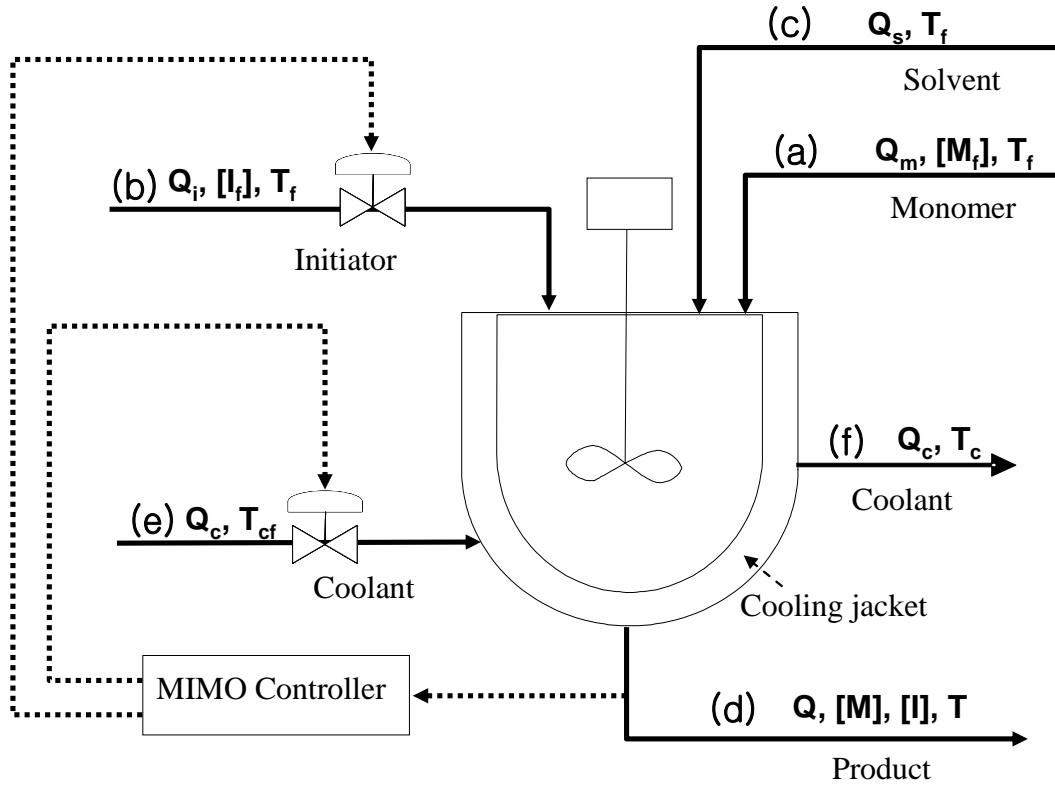 (c) Qs, Tf
Solvent
(a) Qm, [Mf], Tf
Monomer
(b) Qi, [If], Tf
Initiator
(f) Qc, Tc
Coolant
(e) Qc, Tcf
Coolant
Cooling jacket
MIMO Controller
(d) Q, [M], [I], T
Product